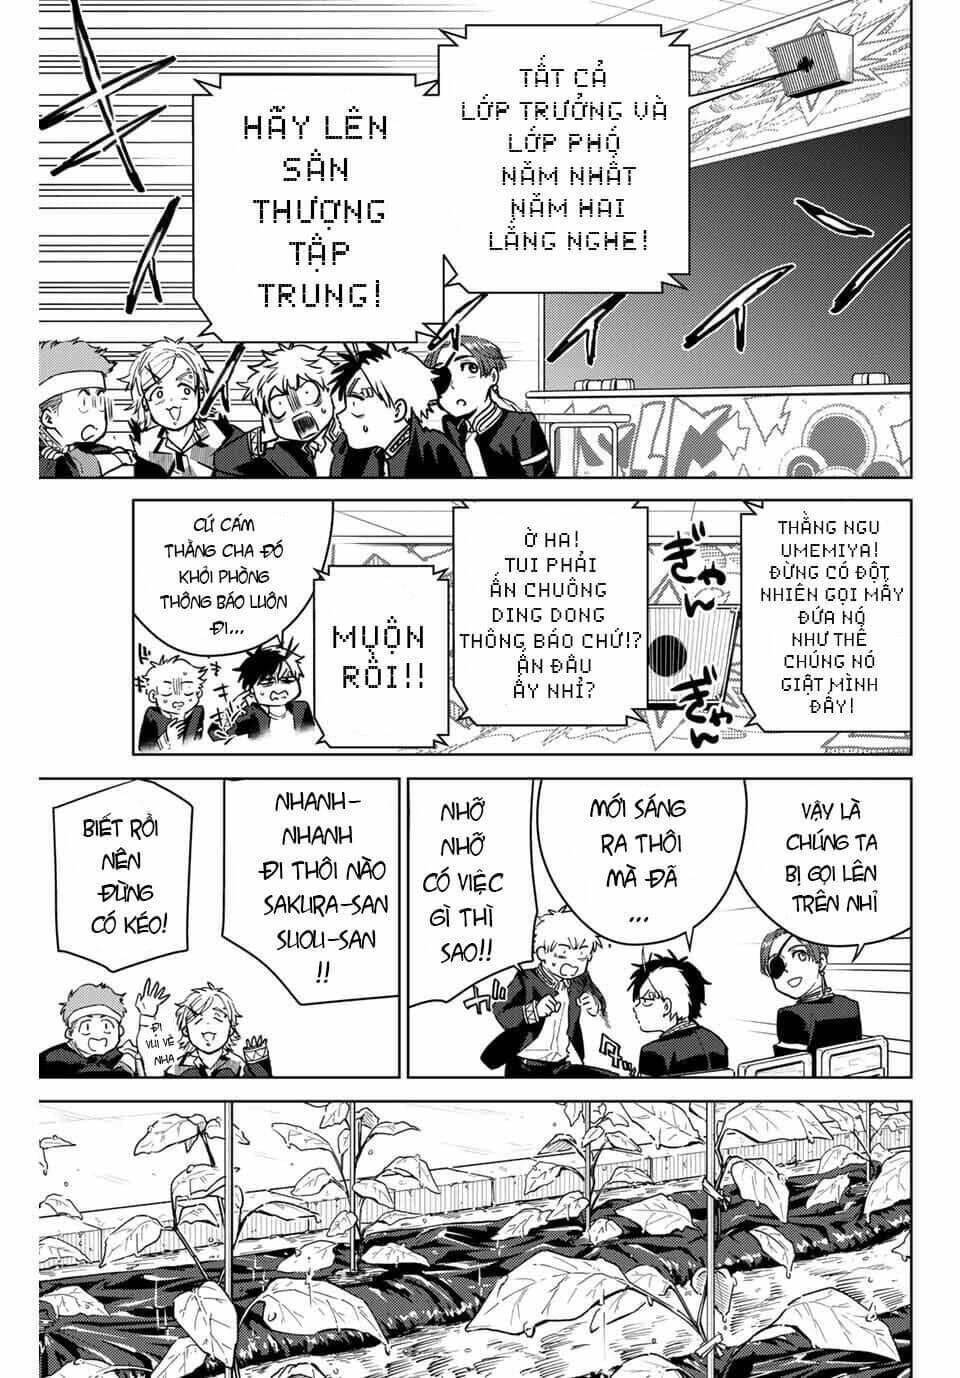 TẤT CẢ
LỚP TRƯỞNG VÀ
LỚP PHÓ
NĂM NHẤT
NĂM HAI
LẮNG NGHE!
HÃY LÊN
SÂN
THƯỢNG
TẬP
TRUNG!
THẰNG NGU
UMEMIYA!
ĐỪNG CÓ ĐỘT
NHIÊN GỌI MẤY
ĐỨA NÓ
NHƯ THẾ
CHÚNG NÓ
GIẬT MÌNH
ĐẤY!
ぎゃん
ぎゃん
Ờ HA!
TUI PHẢI
ẤN CHUÔNG
DING DONG
THÔNG BÁO CHỨ!?
ẤN ĐÂU
ẤY NHỈ?
MUỘN
RỒI!!
CỨ CÁM
THẰNG CHA ĐÓ
KHỎI PHÒNG
THÔNG BÁO LUÔN
ĐI...
VẬY LÀ
CHÚNG TA
BỊ GỌI LÊN
TRÊN NHỈ
MỚI SÁNG
RA THÔI
MÀ ĐÃ
...
NHỠ
NHỠ
CÓ VIỆC
GÌ THÌ
SAO!!
NHANH-
NHANH
ĐI THÔI NÀO
SAKURA-SAN
SUOU-SAN
!!
BIẾT RỒI
NÊN
ĐỪNG
CÓ KÉO!
ĐI
VUI VẺ
NHA